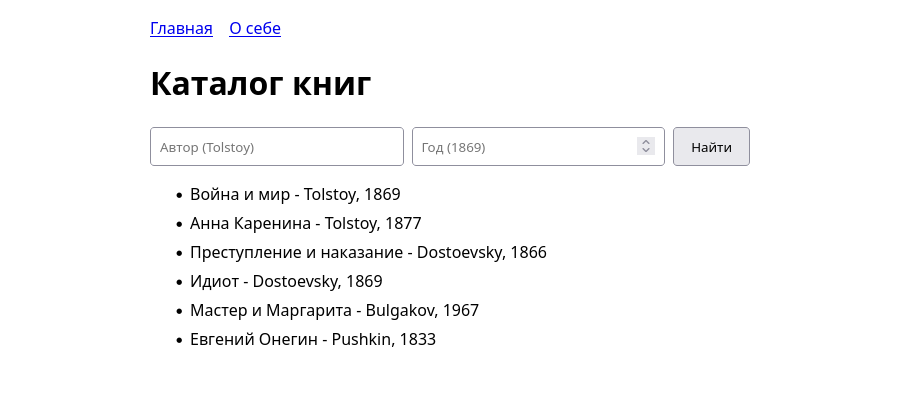 Главная О себе
Каталог книг
Автор (Tolstoy) Год (1869) Найти
Война и мир - Tolstoy, 1869
Анна Каренина - Tolstoy, 1877
Преступление и наказание - Dostoevsky, 1866
Идиот - Dostoevsky, 1869
Мастер и Маргарита - Bulgakov, 1967
Евгений Онегин - Pushkin, 1833